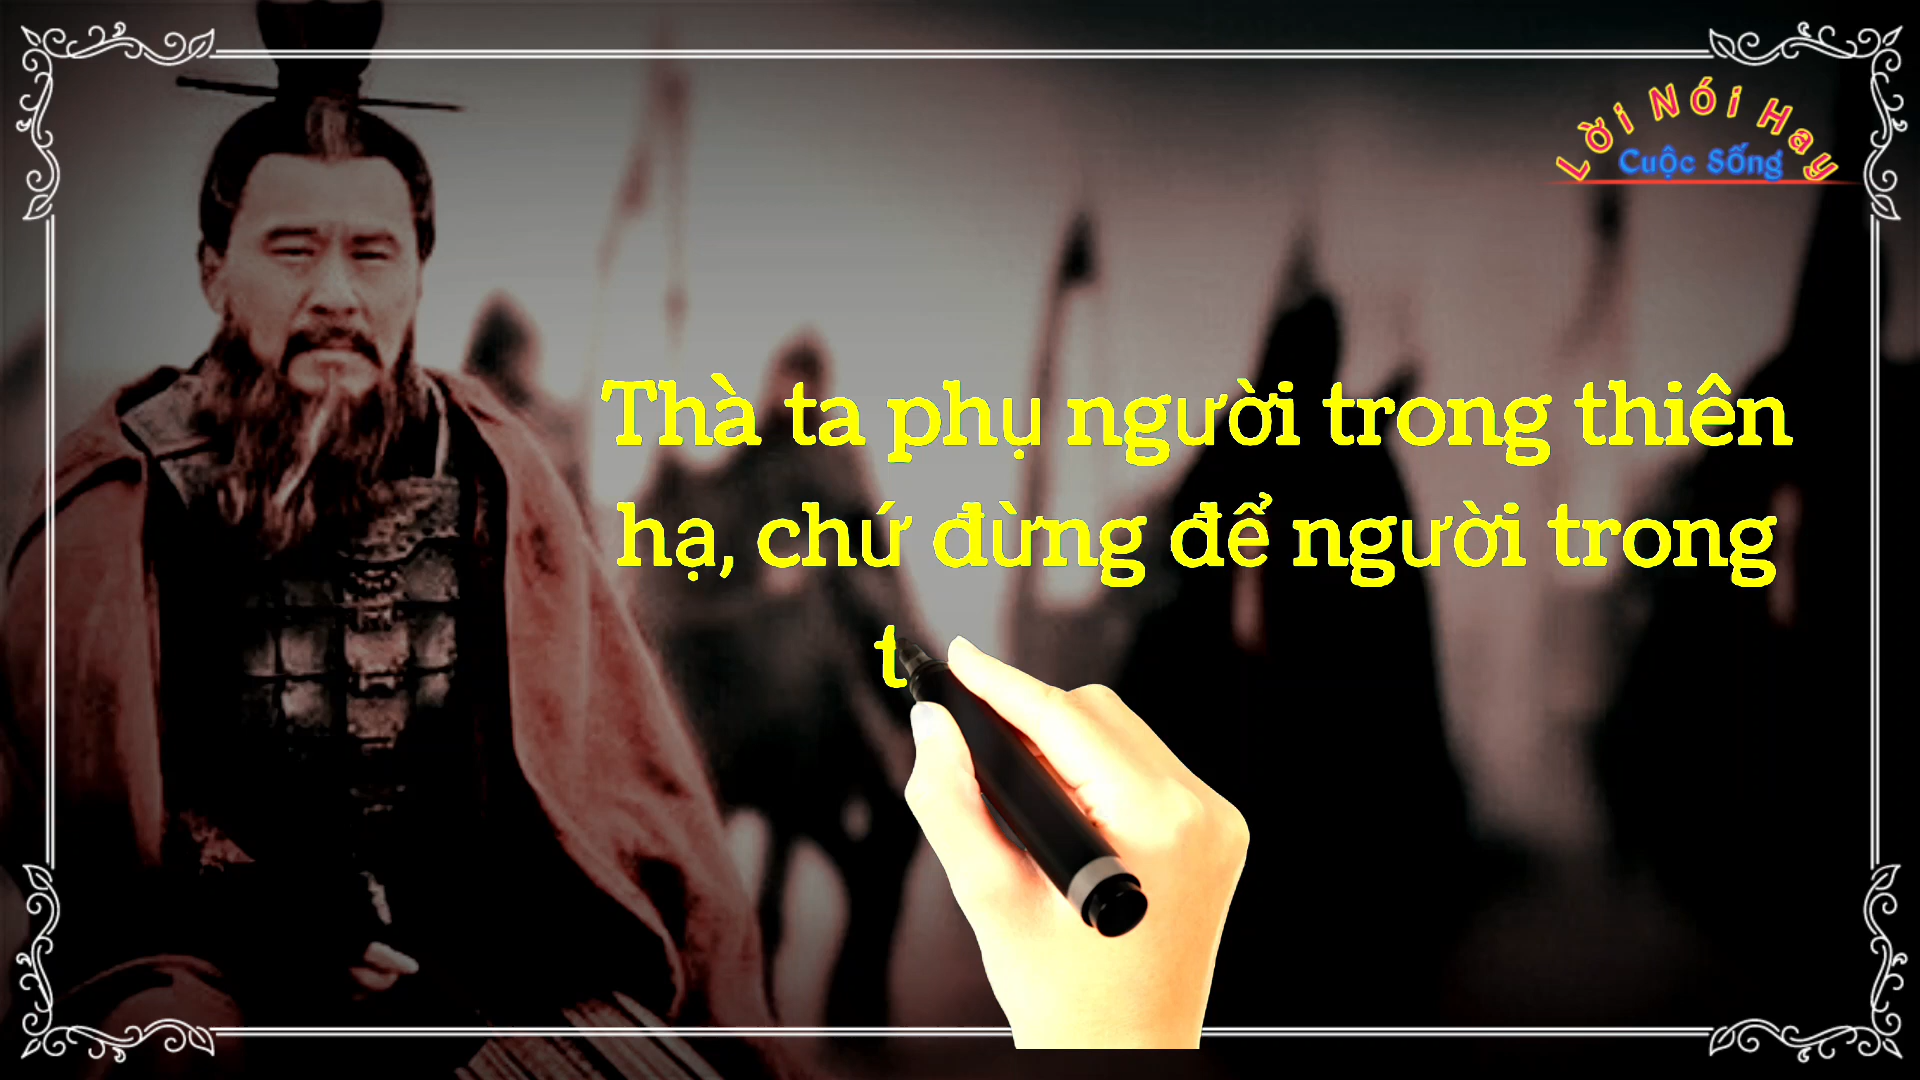 Lời Nói Hay
Cuộc Sống
Thà ta phụ người trong thiên
hạ, chứ đừng để người trong
t